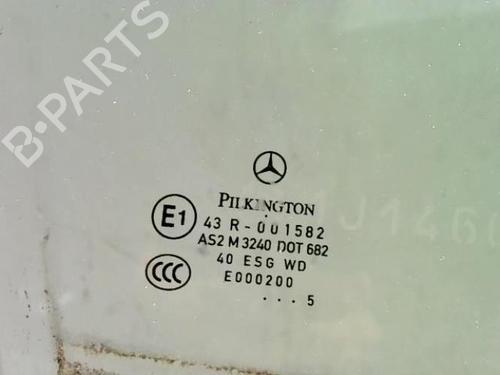 B-PARTS
PILKINGTON
E1
43 R-001582
AS2 M3240 DOT 682
40 ESG WD
CCC
E000200
... 5